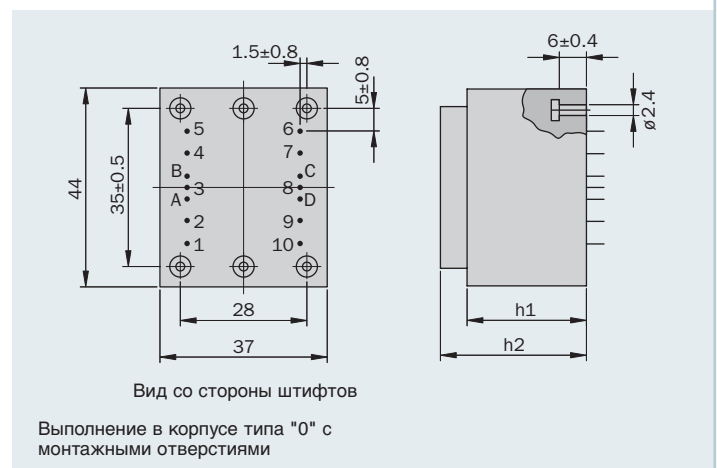 1.5±0.8
5±0.8
6±0.4
ø2.4
44
35±0.5
5
6
4
7
B
C
3
8
A
D
2
9
1
10
28
37
h1
h2
Вид со стороны штифтов
Выполнение в корпусе типа "0" с
монтажными отверстиями